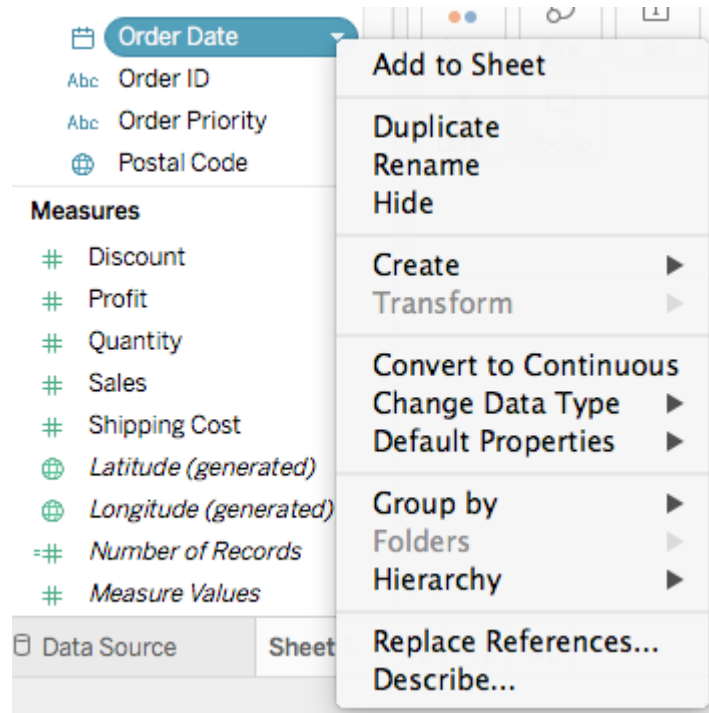 Order Date
Abc Order ID
Abc Order Priority
Postal Code
Measures
# Discount
# Profit
# Quantity
# Sales
# Shipping Cost
Latitude (generated)
Longitude (generated)
=# Number of Records
# Measure Values
Data Source
Sheet
Add to Sheet
Duplicate
Rename
Hide
Create
Transform
Convert to Continuous
Change Data Type
Default Properties
Group by
Folders
Hierarchy
Replace References...
Describe...